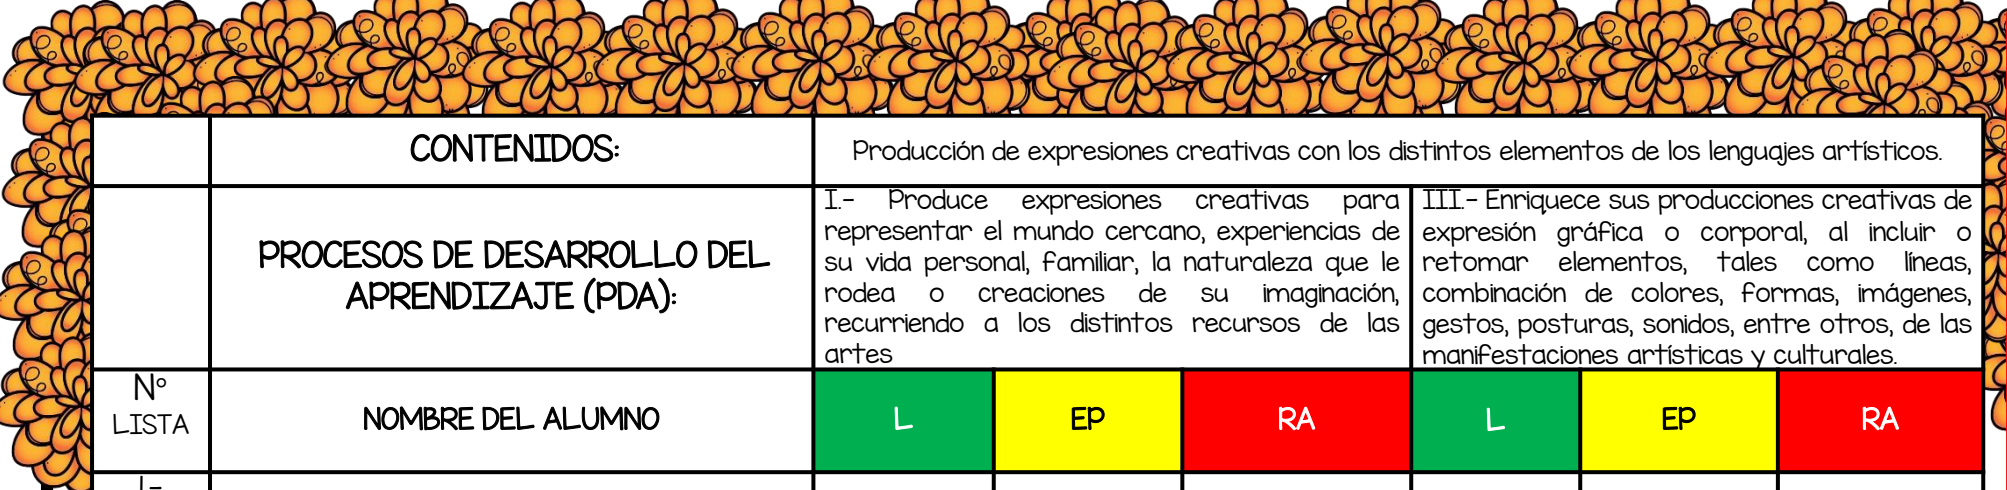 CONTENIDOS:
Producción de expresiones creativas con los distintos elementos de los lenguajes artísticos.
PROCESOS DE DESARROLLO DEL
APRENDIZAJE (PDA):
I.- Produce expresiones creativas para
representar el mundo cercano, experiencias de
su vida personal, familiar, la naturaleza que le
rodea o creaciones de su imaginación,
recurriendo a los distintos recursos de las
artes
III.- Enriquece sus producciones creativas de
expresión gráfica o corporal, al incluir o
retomar elementos, tales como líneas,
combinación de colores, formas, imágenes,
gestos, posturas, sonidos, entre otros, de las
manifestaciones artísticas y culturales.
N°
LISTA
NOMBRE DEL ALUMNO
L
EP
RA
L
EP
RA